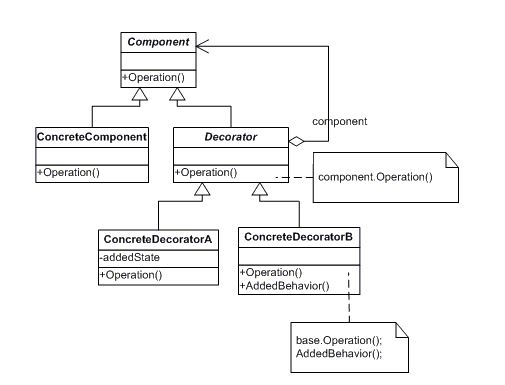 Component
+Operation()
component
ConcreteComponent
+Operation()
Decorator
+Operation()
component.Operation()
ConcreteDecoratorA
-addedState
+Operation()
ConcreteDecoratorB
+Operation()
+AddedBehavior()
base.Operation();
AddedBehavior();